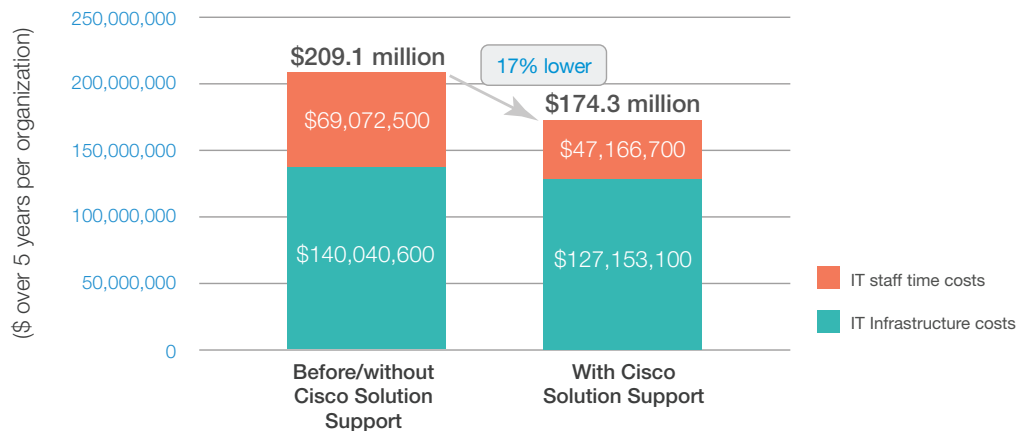 ($ over 5 years per organization)
250,000,000
200,000,000
150,000,000
100,000,000
50,000,000
0
$209.1 million
17% lower
$174.3 million
$69,072,500
$47,166,700
$140,040,600
$127,153,100
IT staff time costs
IT Infrastructure costs
Before/without
Cisco Solution
Support
With Cisco
Solution Support